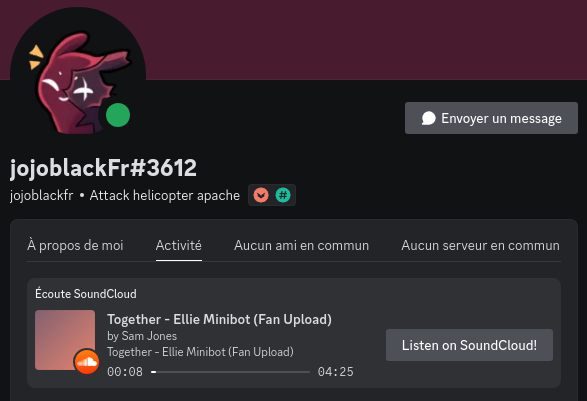 Envoyer un message
jojoblackFr#3612
jojoblackfr • Attack helicopter apache #
À propos de moi Activité Aucun ami en commun Aucun serveur en commun
Écoute SoundCloud
Together - Ellie Minibot (Fan Upload)
by Sam Jones
Together - Ellie Minibot (Fan Upload)
00:08 04:25
Listen on SoundCloud!